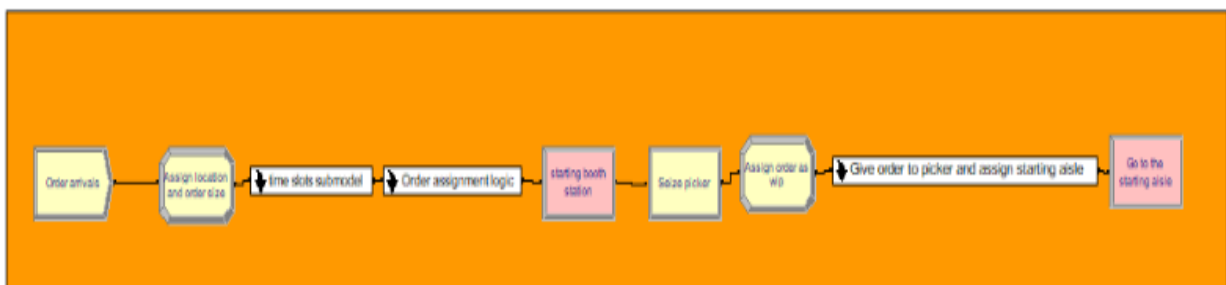 Order arrivals
Assign location
and order size
time slots submodel
Order assignment logic
starting booth
station
Seize picker
Assign order as
wip
Give order to picker and assign starting aisle
Go to the
starting aisle